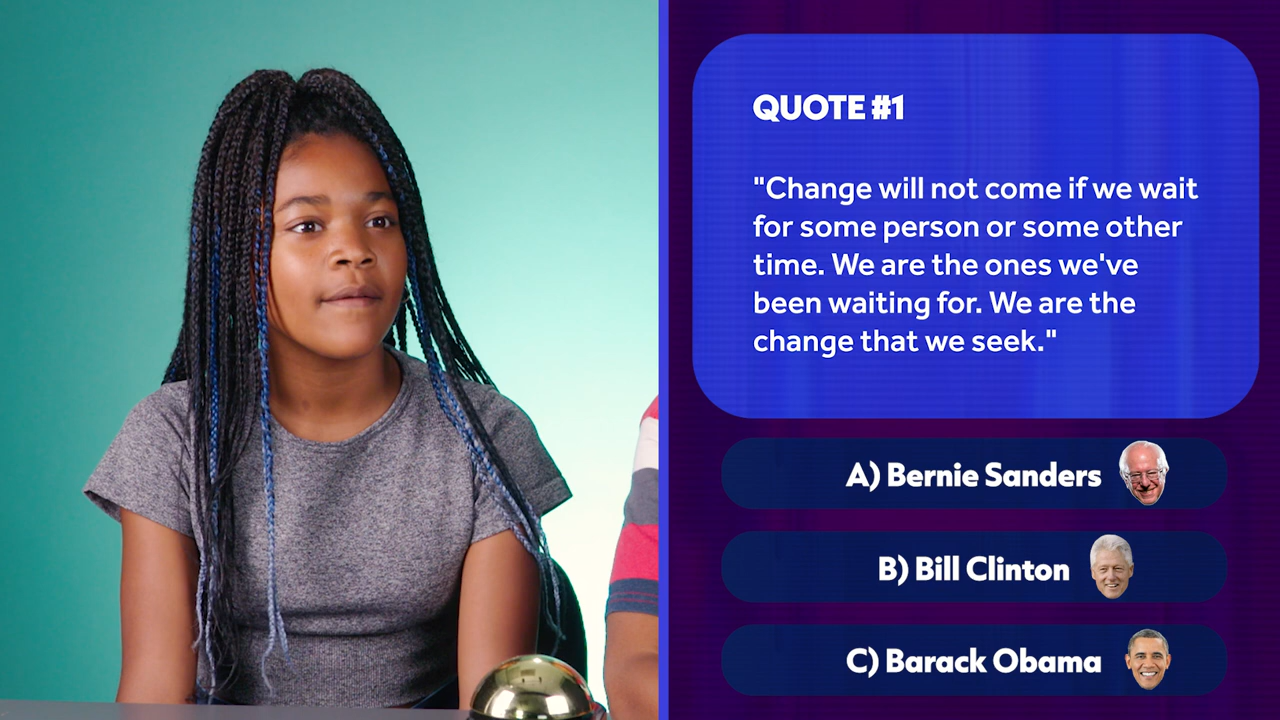 QUOTE #1
"Change will not come if we wait
for some person or some other
time. We are the ones we've
been waiting for. We are the
change that we seek."
A) Bernie Sanders
B) Bill Clinton
C) Barack Obama